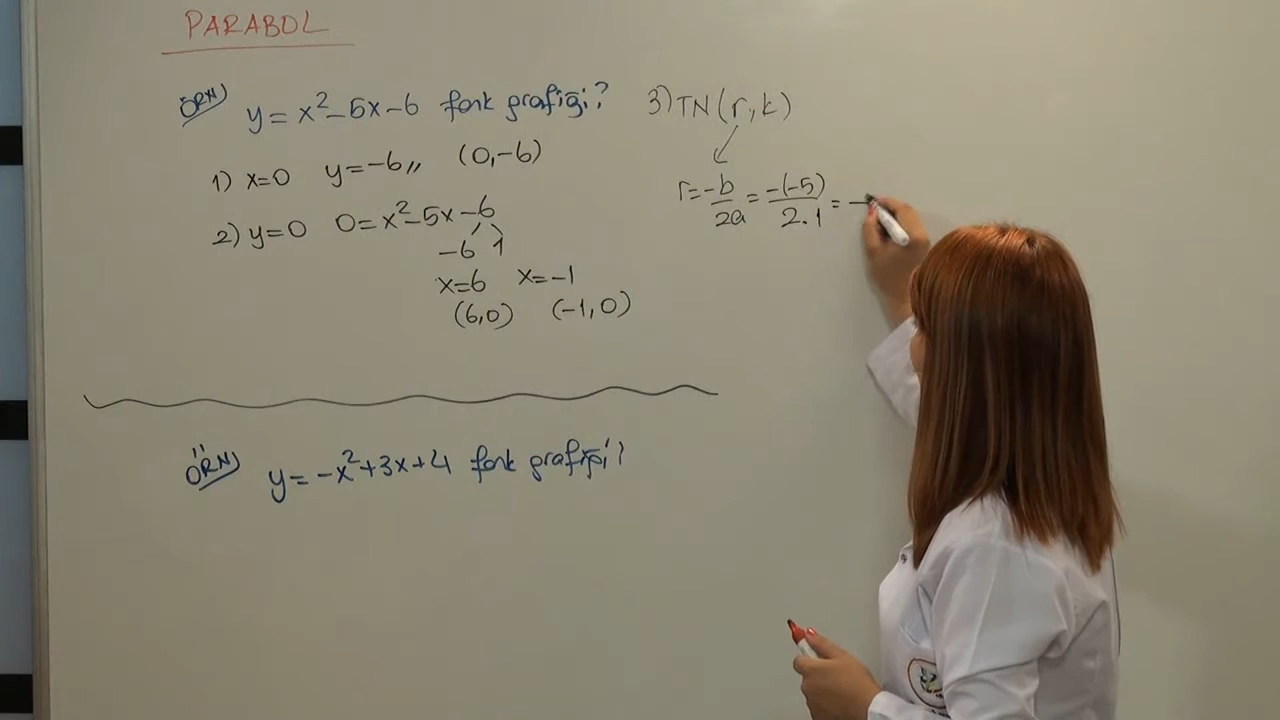 PARABOL
ÖRN) y = x² - 5x - 6 fonk grafiği?
1) x=0 y=-6,, (0,-6)
2) y=0 0=x²-5x-6
-6 1
x=6 x=-1
(6,0) (-1,0)
3) TN(r,k)
r=-b/2a = -(-5)/2.1 = 
ÖRN) y = -x²+3x+4 fonk grafiği?